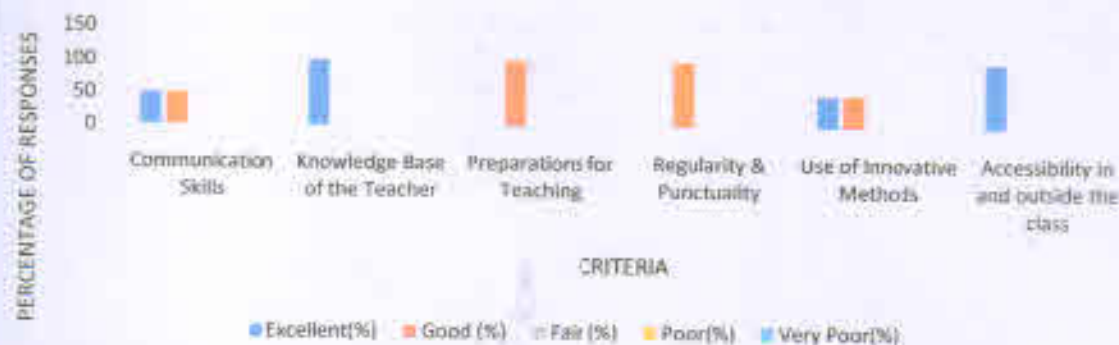 PERCENTAGE OF RESPONSES
150
100
50
0
Communication
Skills
Knowledge Base
of the Teacher
Preparations for
Teaching
Regularity &
Punctuality
Use of Innovative
Methods
Accessibility in
and outside the
class
CRITERIA
Excellent(%) Good (%) Fair (%) Poor(%) Very Poor(%)